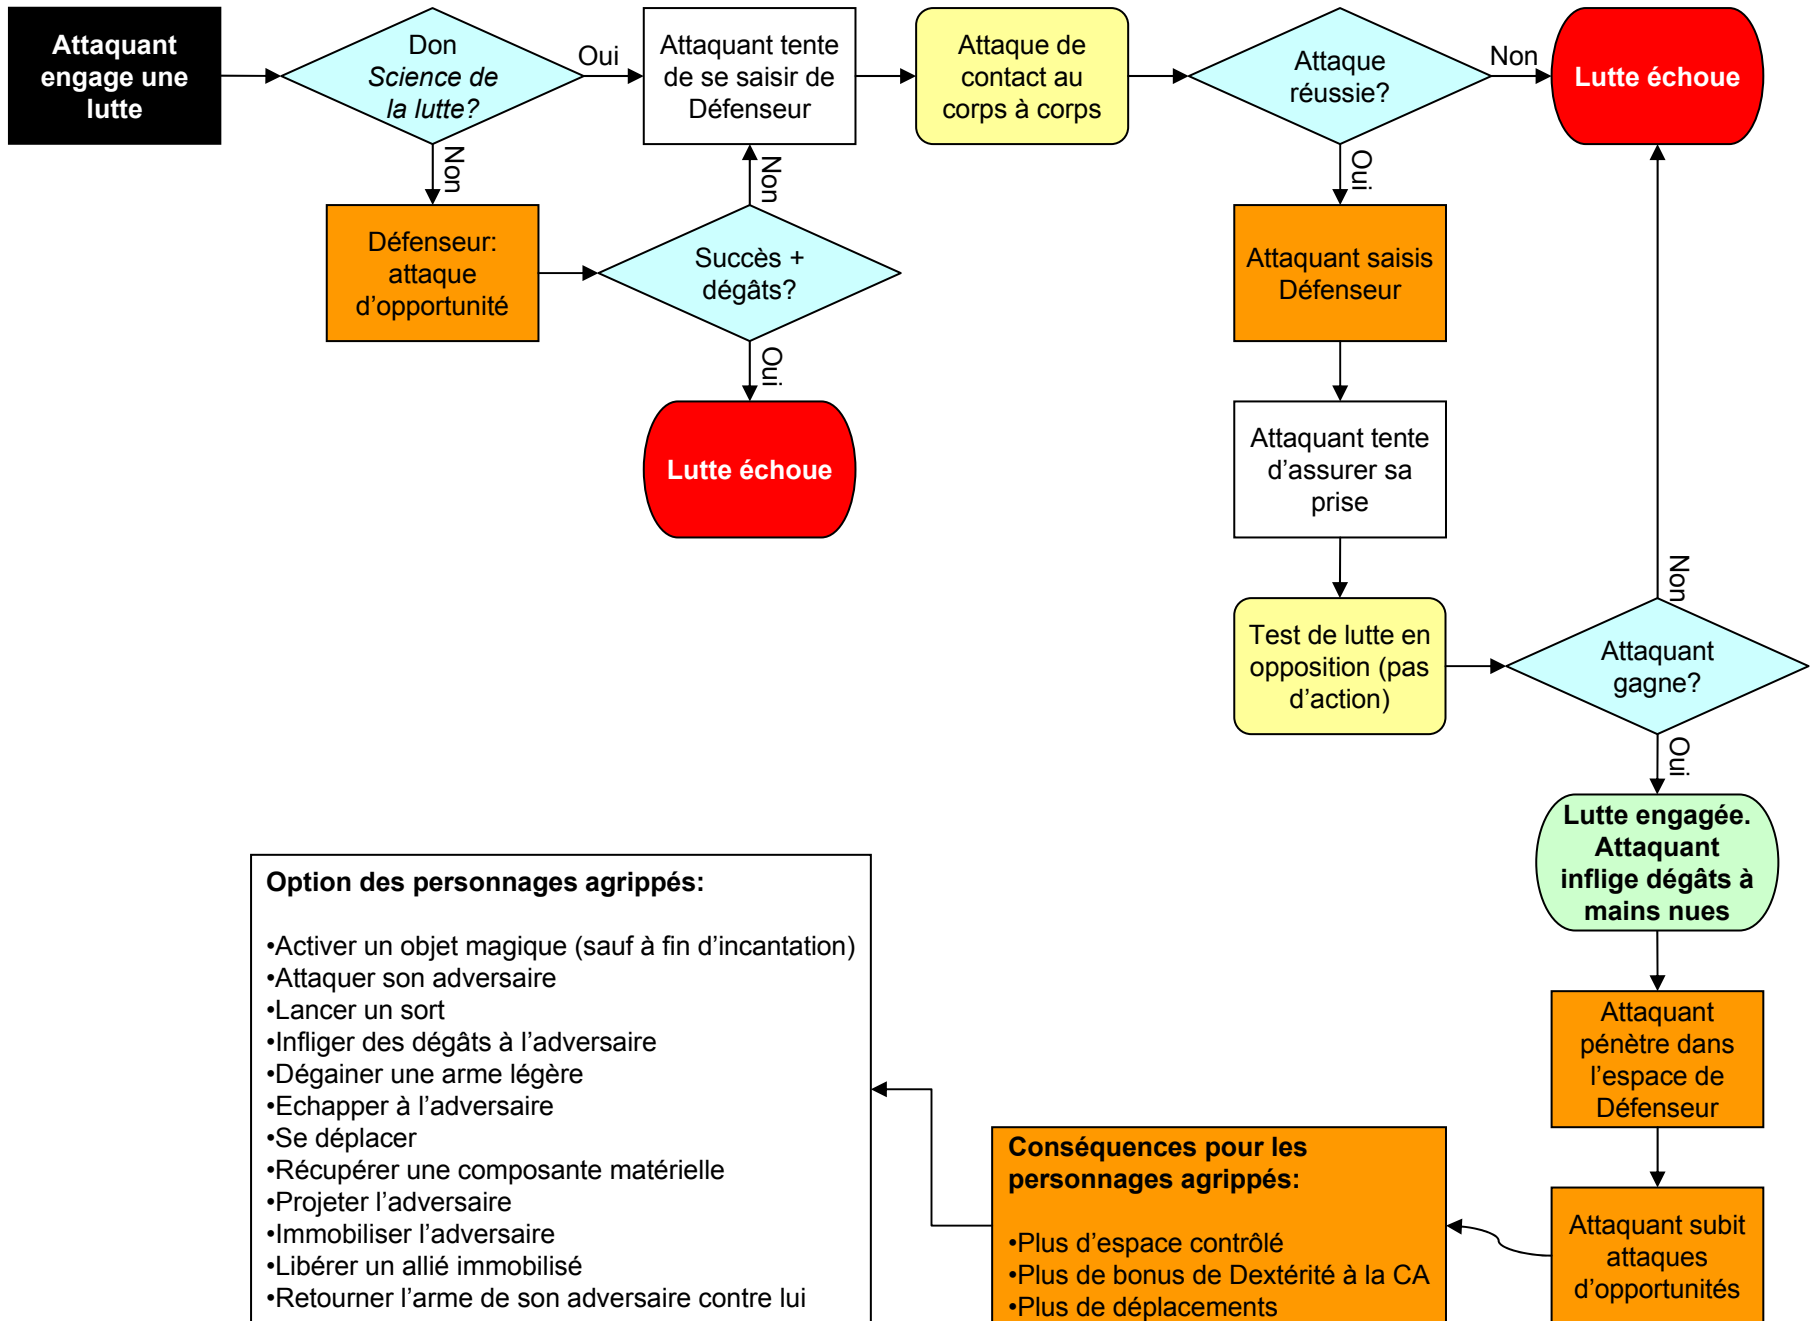 Attaquant
engage une
lutte
Don
Science de
la lutte?
Oui
Non
Attaquant tente
de se saisir de
Défenseur
Attaque de
contact au
corps à corps
Attaque
réussie?
Non
Oui
Lutte échoue
Défenseur:
attaque
d’opportunité
Succès +
dégâts?
Non
Oui
Lutte échoue
Attaquant saisis
Défenseur
Attaquant tente
d’assurer sa
prise
Test de lutte en
opposition (pas
d’action)
Attaquant
gagne?
Non
Oui
Lutte engagée.
Attaquant
inflige dégâts à
mains nues
Attaquant
pénètre dans
l’espace de
Défenseur
Attaquant subit
attaques
d’opportunités
Conséquences pour les
personnages agrippés:
•Plus d’espace contrôlé
•Plus de bonus de Dextérité à la CA
•Plus de déplacements
Option des personnages agrippés:
•Activer un objet magique (sauf à fin d’incantation)
•Attaquer son adversaire
•Lancer un sort
•Infliger des dégâts à l’adversaire
•Dégainer une arme légère
•Echapper à l’adversaire
•Se déplacer
•Récupérer une composante matérielle
•Projeter l’adversaire
•Immobiliser l’adversaire
•Libérer un allié immobilisé
•Retourner l’arme de son adversaire contre lui